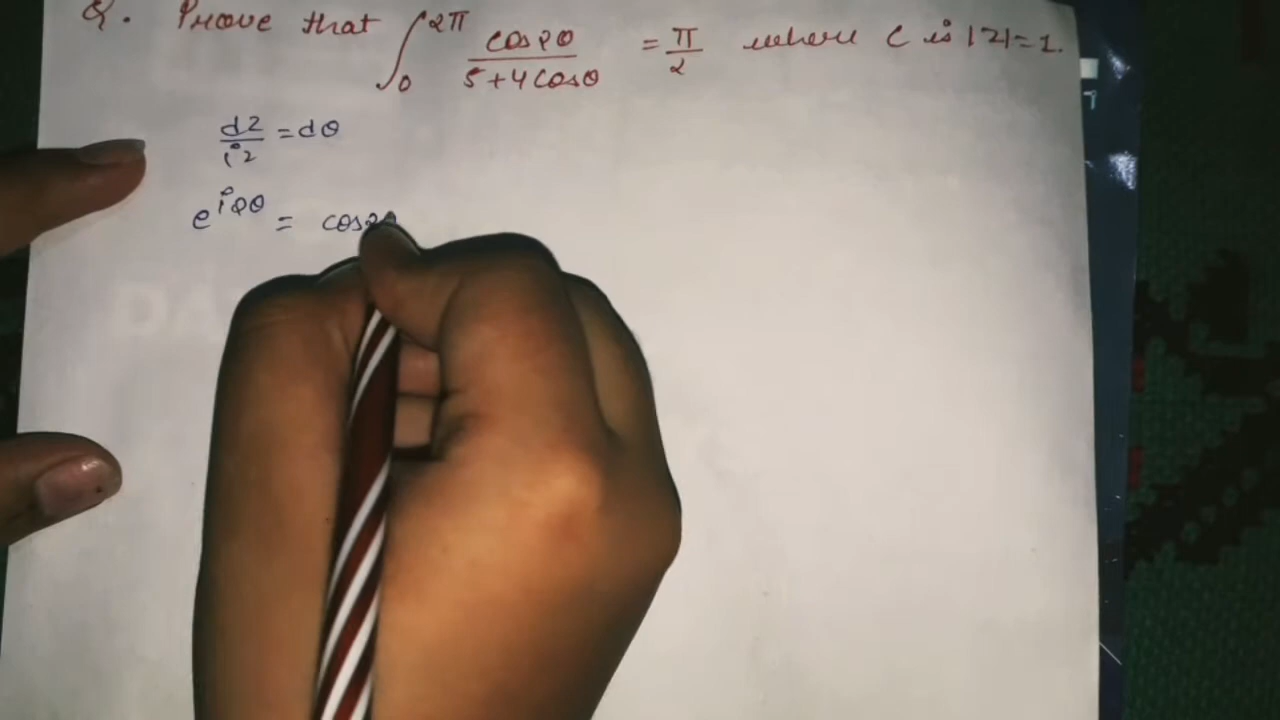 Q. Prove that ∫₀^2π cos2θ / 5+4cosθ = π/2 where C is |z|=1.
dz/iz = dθ
e^i2θ = cos2θ